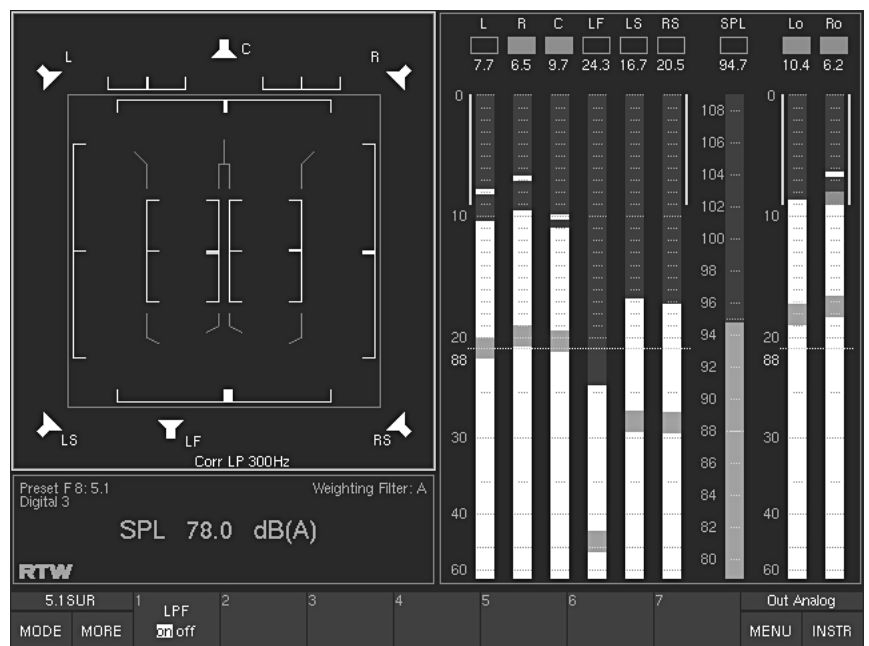 L
C
R
LS
LF
RS
Corr LP 300Hz
Preset F 8: 5.1
Weighting Filter: A
Digital 3
SPL 78.0 dB(A)
RTW
L R C LF LS RS SPL Lo Ro
7.7 6.5 9.7 24.3 16.7 20.5 94.7 10.4 6.2
0
10
20
88
30
40
60
108
106
104
102
100
98
96
94
92
90
88
86
84
82
80
0
10
20
88
30
40
60
5.1SUR
MODE MORE
1
LPF
on off
2
3
4
5
6
7
Out Analog
MENU INSTR